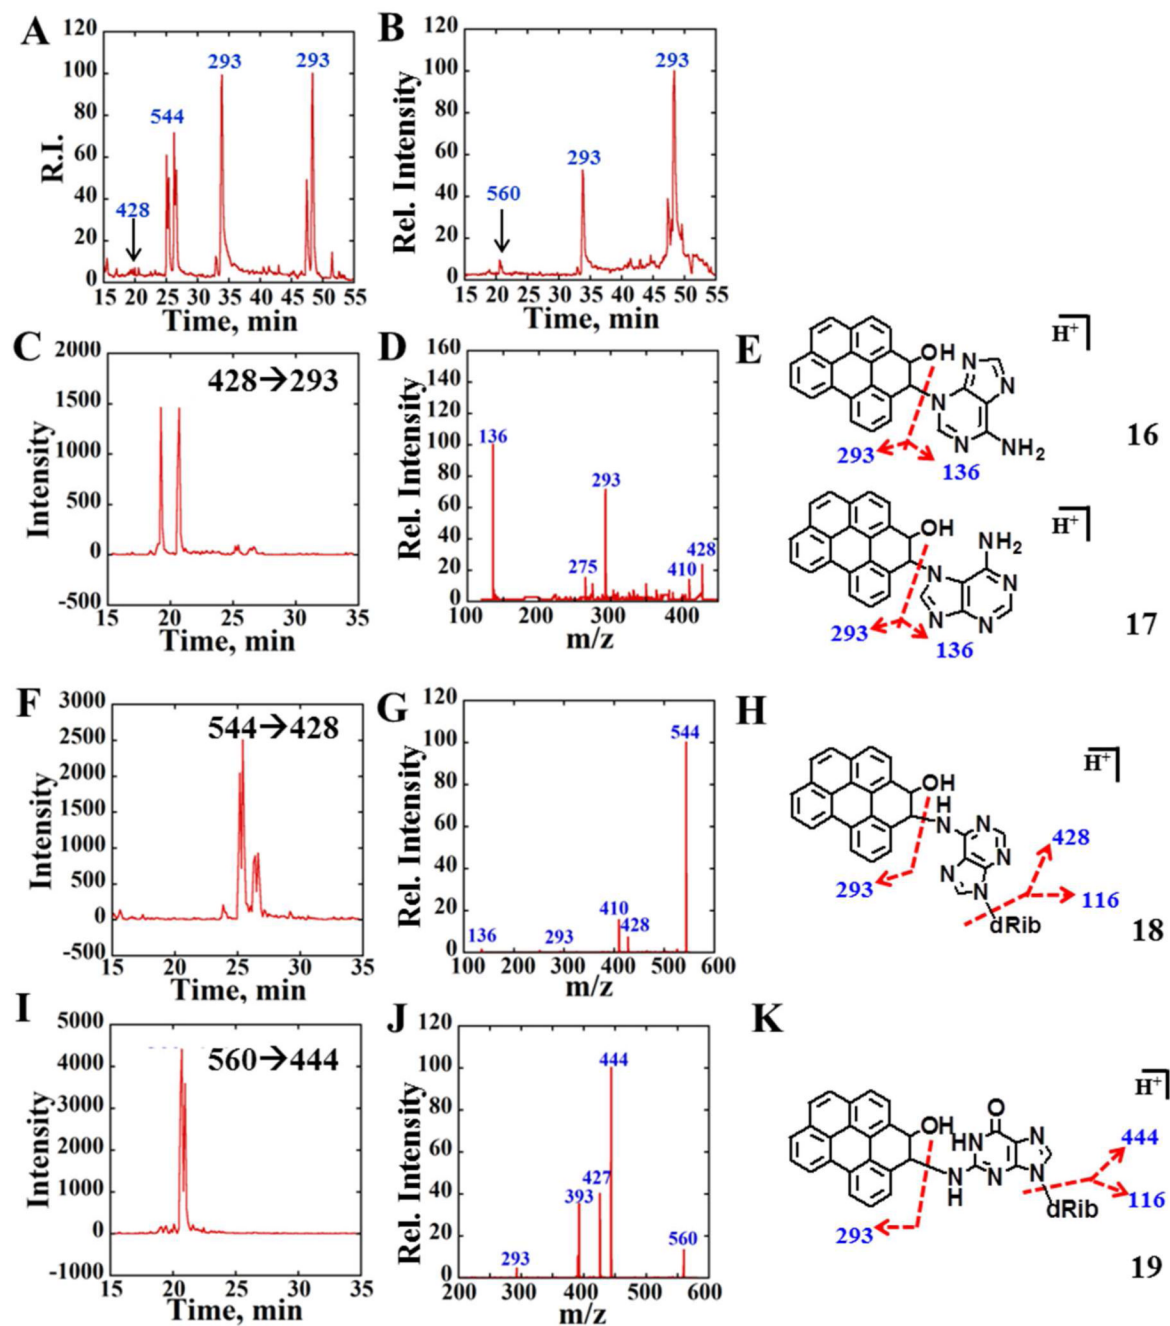 A
120
100
80
60
40
20
0
R.I.
428
544
293
293
15 20 25 30 35 40 45 50 55
Time, min
B
120
100
80
60
40
20
0
Rel. Intensity
560
293
293
15 20 25 30 35 40 45 50 55
Time, min
C
2000
1500
1000
500
0
-500
Intensity
428→293
15 20 25 30 35
Time, min
D
160
140
120
100
80
60
40
20
0
Rel. Intensity
136
275
293
410
428
100 200 300 400
m/z
E
H+
OH
N
N
N
N
NH2
293
136
16
H+
OH
NH2
N
N
N
N
293
136
17
F
3000
2500
2000
1500
1000
500
0
-500
Intensity
544→428
15 20 25 30 35
Time, min
G
120
100
80
60
40
20
0
Rel. Intensity
136
293
410
428
544
100 200 300 400 500 600
m/z
H
H+
OH
H
N
N
N
N
N
dRib
293
428
116
18
I
5000
4000
3000
2000
1000
0
-1000
Intensity
560→444
15 20 25 30 35
Time, min
J
120
100
80
60
40
20
0
Rel. Intensity
293
393
427
444
560
200 300 400 500 600
m/z
K
H+
O
OH
HN
N
N
H
N
N
dRib
293
444
116
19